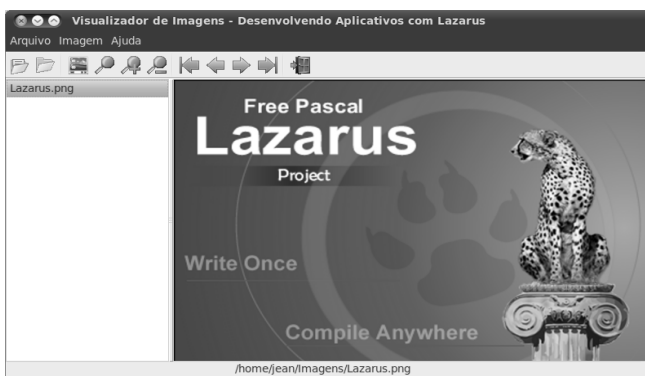 Visualizador de Imagens - Desenvolvendo Aplicativos com Lazarus
Arquivo Imagem Ajuda
Lazarus.png
Free Pascal
Lazarus
Project
Write Once
Compile Anywhere
/home/jean/Imagens/Lazarus.png